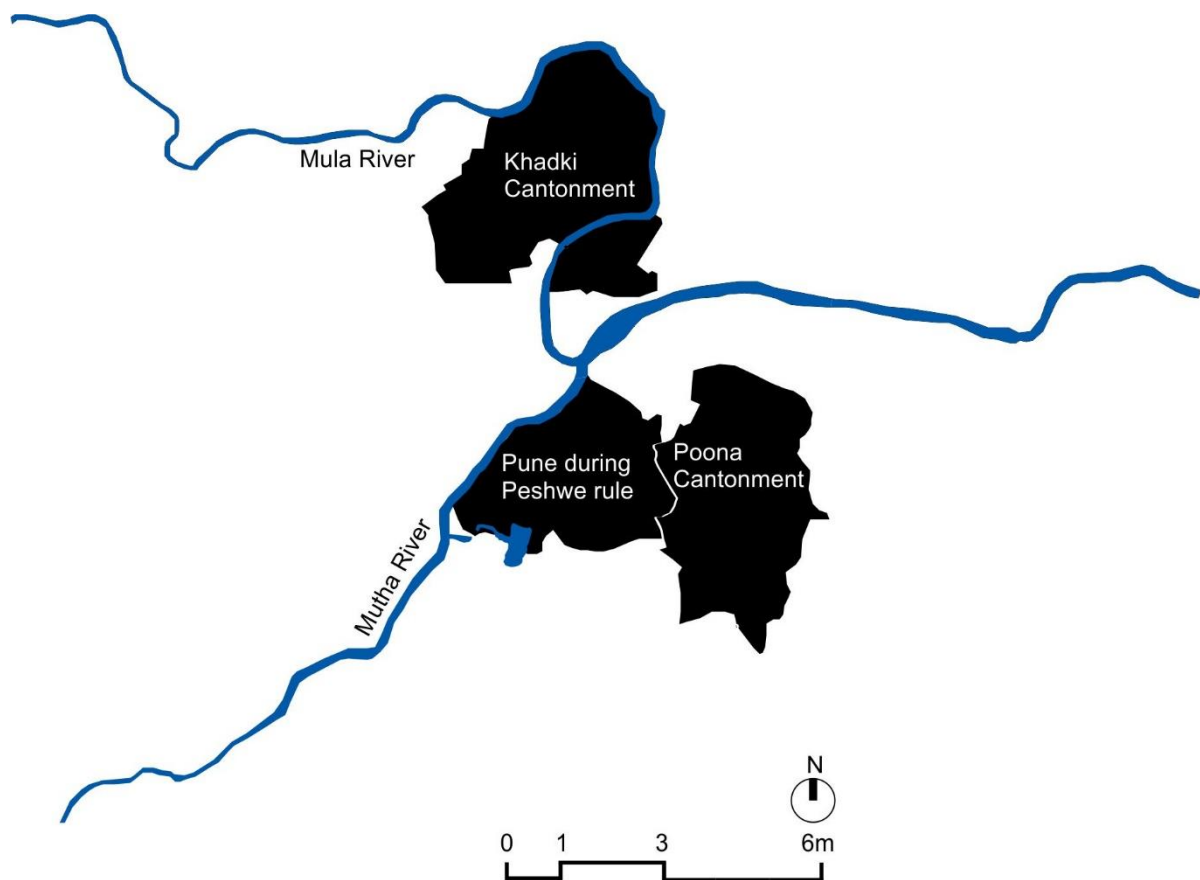 Mula River
Khadki
Cantonment
Pune during
Peshwe rule
Poona
Cantonment
Mutha River
N
0 1 3 6m